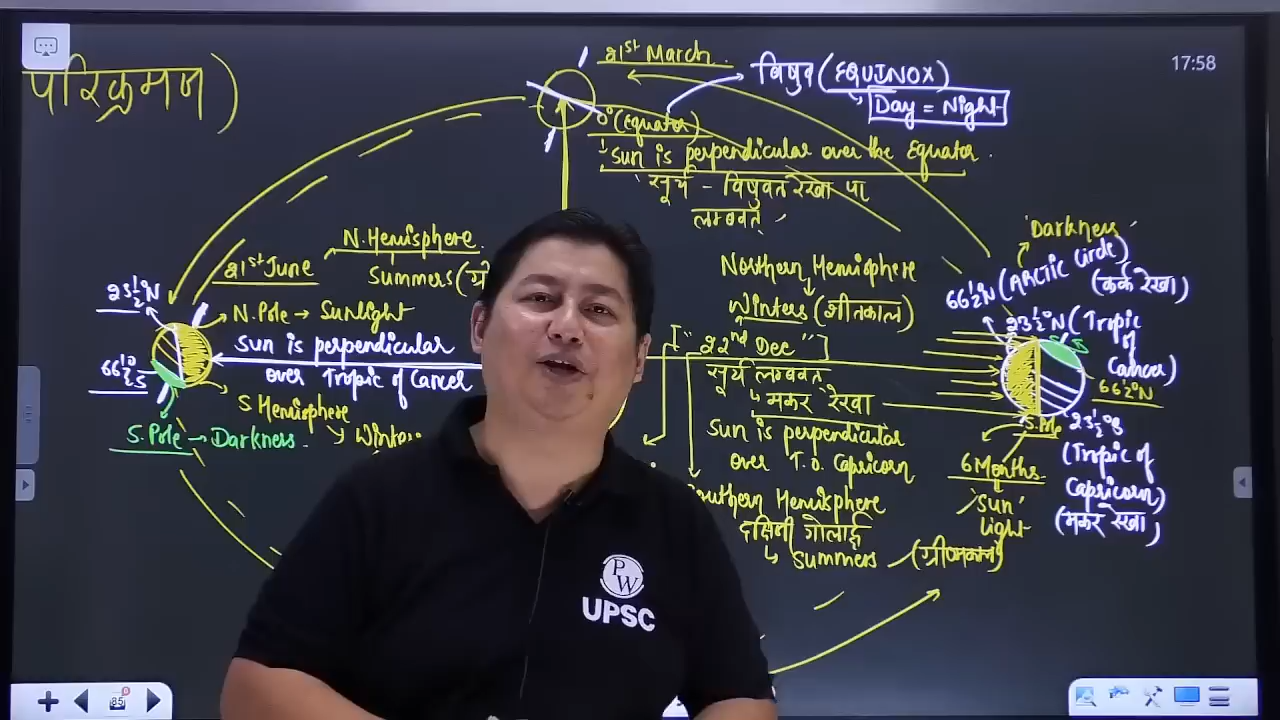 परिक्रमण)
17:58
21st March
विषुव (EQUINOX)
Day = Night
0° (Equator)
Sun is perpendicular over the Equator.
सूर्य - विषुवत रेखा पर
लम्बवत
N. Hemisphere
21st June
Summers
23½°N
N. Pole → Sunlight
Sun is perpendicular
over Tropic of Cancer
66½°S
S. Hemisphere
Winters
S. Pole → Darkness
Northern Hemisphere
Winters (शीतकाल)
["22nd Dec"]
सूर्य लम्बवत
मकर रेखा
Sun is perpendicular
over T.O. Capricorn
Southern Hemisphere
दक्षिणी गोलार्द्ध
Summers (ग्रीष्मकाल)
Darkness
66½°N (ARCTIC Circle)
(कर्क रेखा)
23½°N (Tropic
of
Cancer)
66½°N
S. Pole
23½°S
(Tropic of
Capricorn)
(मकर रेखा)
6 Months
'Sun'
light
PW
UPSC
85